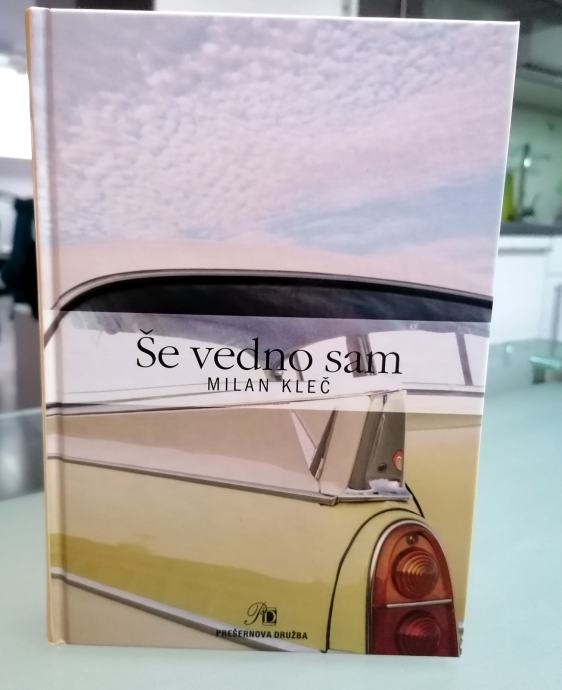 Še vedno sam
MILAN KLEČ
PD
PREŠERNOVA DRUŽBA